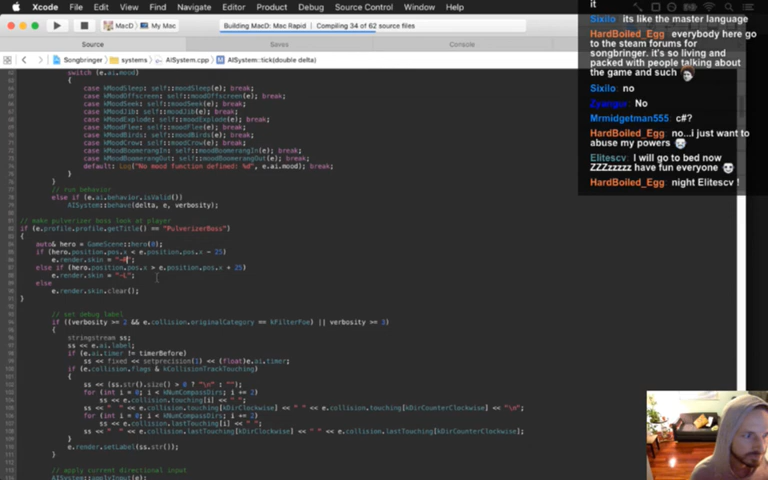 Xcode File Edit View Find Navigate Editor Product Debug Source Control Window Help
MacD My Mac
Building MacD: Mac Rapid Compiling 34 of 62 source files
Source Saves Console
Songbringer systems AISystem.cpp AISystem::tick(double delta)
switch (e.ai.mood)
{
case kMoodSleep: self::moodSleep(E); break;
case kMoodOffscreen: self::moodOffscreen(E); break;
case kMoodSeek: self::moodSeek(E); break;
case kMoodJib: self::moodJib(E); break;
case kMoodExplode: self::moodExplode(E); break;
case kMoodFlee: self::moodFlee(E); break;
case kMoodBirds: self::moodBirds(E); break;
case kMoodCrow: self::moodCrow(E); break;
case kMoodBoomerangIn: self::moodBoomerangIn(E); break;
case kMoodBoomerangOut: self::moodBoomerangOut(E); break;
default: Log("No mood function defined: %d", e.ai.mood); break;
}
}
// run behavior
else if (e.ai.behavior.isValid())
AISystem::behave(delta, e, verbosity);
// make pulverizer boss look at player
if (e.profile.profile.getTitle() == "PulverizerBoss")
{
auto& hero = GameScene::hero(0);
if (hero.position.pos.x < e.position.pos.x - 25)
e.render.skin = "-R";
else if (hero.position.pos.x > e.position.pos.x + 25)
e.render.skin = "-L";
else
e.render.skin.clear();
}
// set debug label
if ((verbosity >= 2 && e.collision.originalCategory == kFilterFoe) || verbosity >= 3)
{
stringstream ss;
ss << e.ai.label;
if (e.ai.timer != timerBefore)
ss << fixed << setprecision(1) << (float)e.ai.timer;
if (e.collision.flags & kCollisionTrackTouching)
{
ss << (ss.str().size() > 0 ? "\n" : "");
for (int i = 0; i < kNumCompassDirs; i += 2)
ss << e.collision.touching[i] << " ";
ss << " " << e.collision.touching[kDirClockwise] << " " << e.collision.touching[kDirCounterClockwise] << "\n";
for (int i = 0; i < kNumCompassDirs; i += 2)
ss << e.collision.lastTouching[i] << " ";
ss << " " << e.collision.lastTouching[kDirClockwise] << " " << e.collision.lastTouching[kDirCounterClockwise];
}
e.render.setLabel(ss.str());
}
// apply current directional input
AISystem::applyInput(e);
it
Sixilo: its like the master language
HardBoiled_Egg: everybody here go
to the steam forums for
songbringer. it's so living and
packed with people talking about
the game and such
Sixilo: no
Zyangor: No
Mrmidgetman555: c#?
HardBoiled_Egg: no...i just want to
abuse my powers
Elitescv: I will go to bed now
ZZZzzzzz have fun everyone
HardBoiled_Egg: night Elitescv !